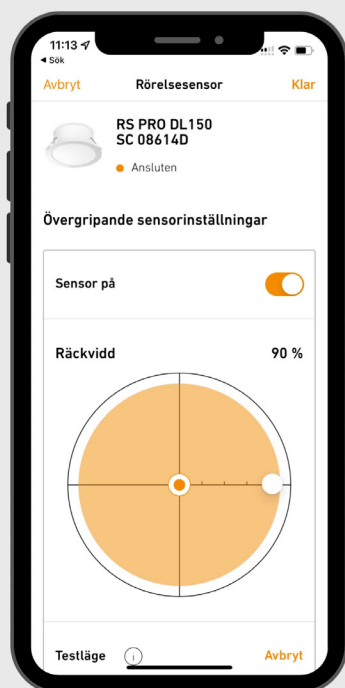 11:13
◀ Sök
Avbryt Rörelsesensor Klar
RS PRO DL150
SC 08614D
Ansluten
Övergripande sensorinställningar
Sensor på
Räckvidd 90 %
Testläge i Avbryt